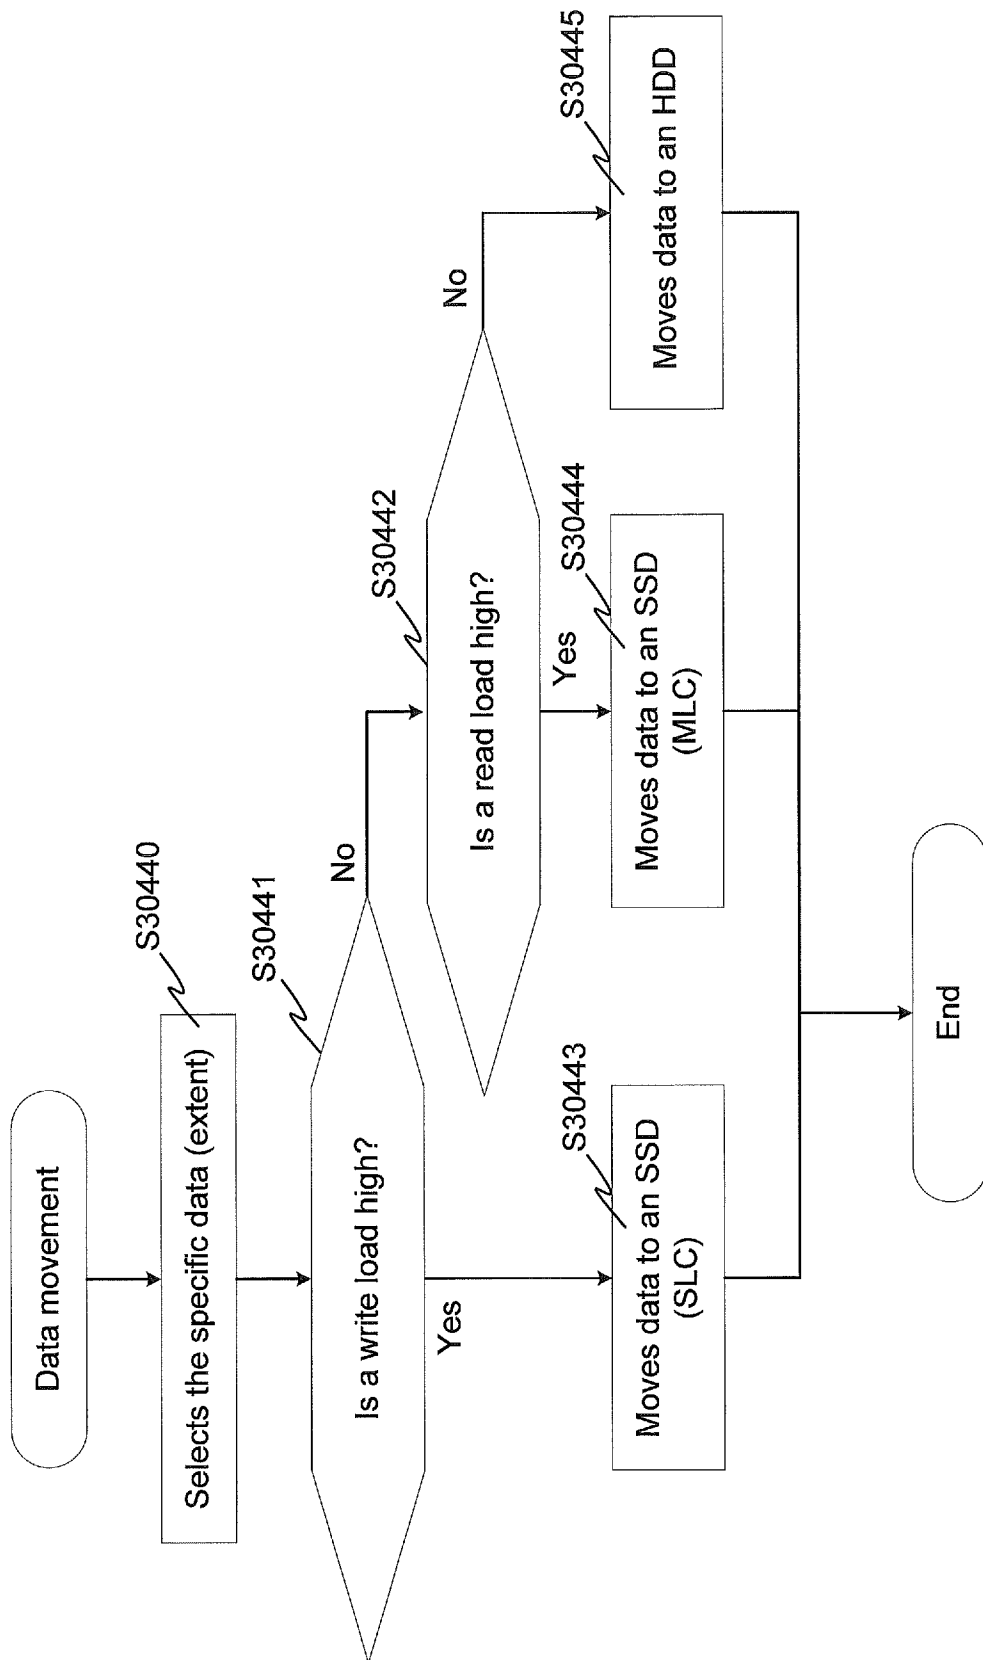 Data movement
S30440
Selects the specific data (extent)
S30441
Is a write load high?
No
Yes
S30442
Is a read load high?
No
Yes
S30443
Moves data to an SSD
(SLC)
S30444
Moves data to an SSD
(MLC)
S30445
Moves data to an HDD
End